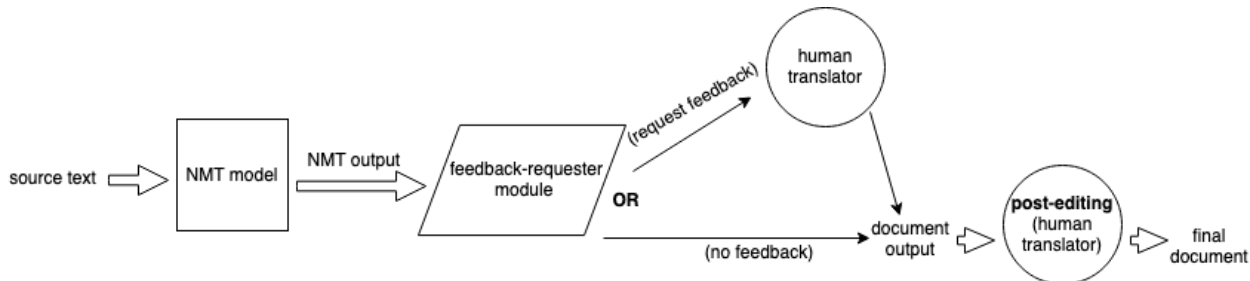 source text
NMT model
NMT output
feedback-requester
module
OR
(request feedback)
human
translator
(no feedback)
document
output
post-editing
(human
translator)
final
document